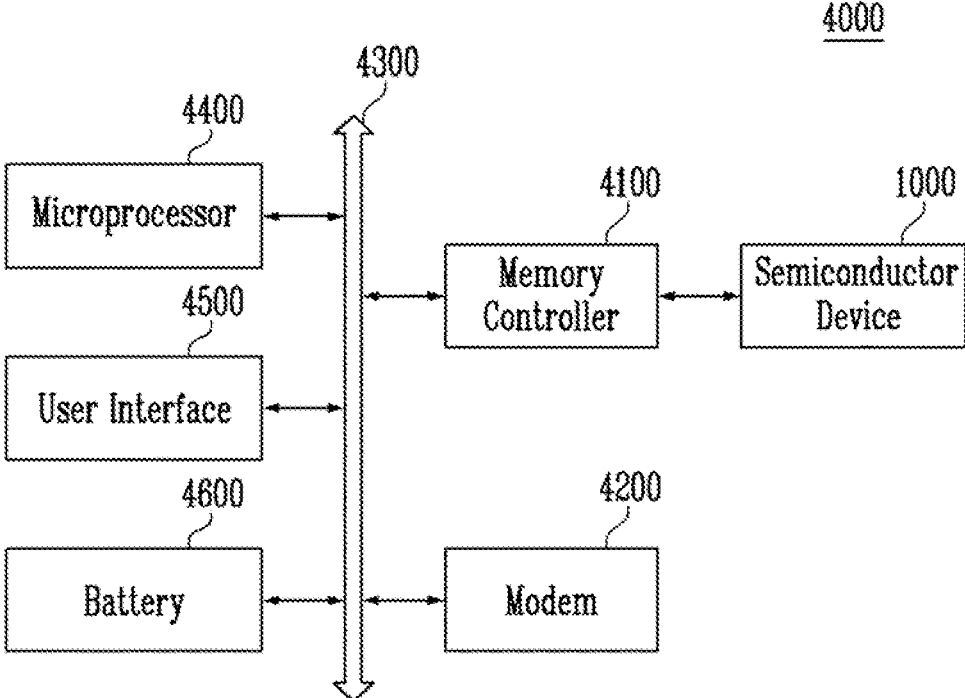 4000
4300
4400
Microprocessor
4100
1000
Memory
Controller
Semiconductor
Device
4500
User Interface
4600
Battery
4200
Modem